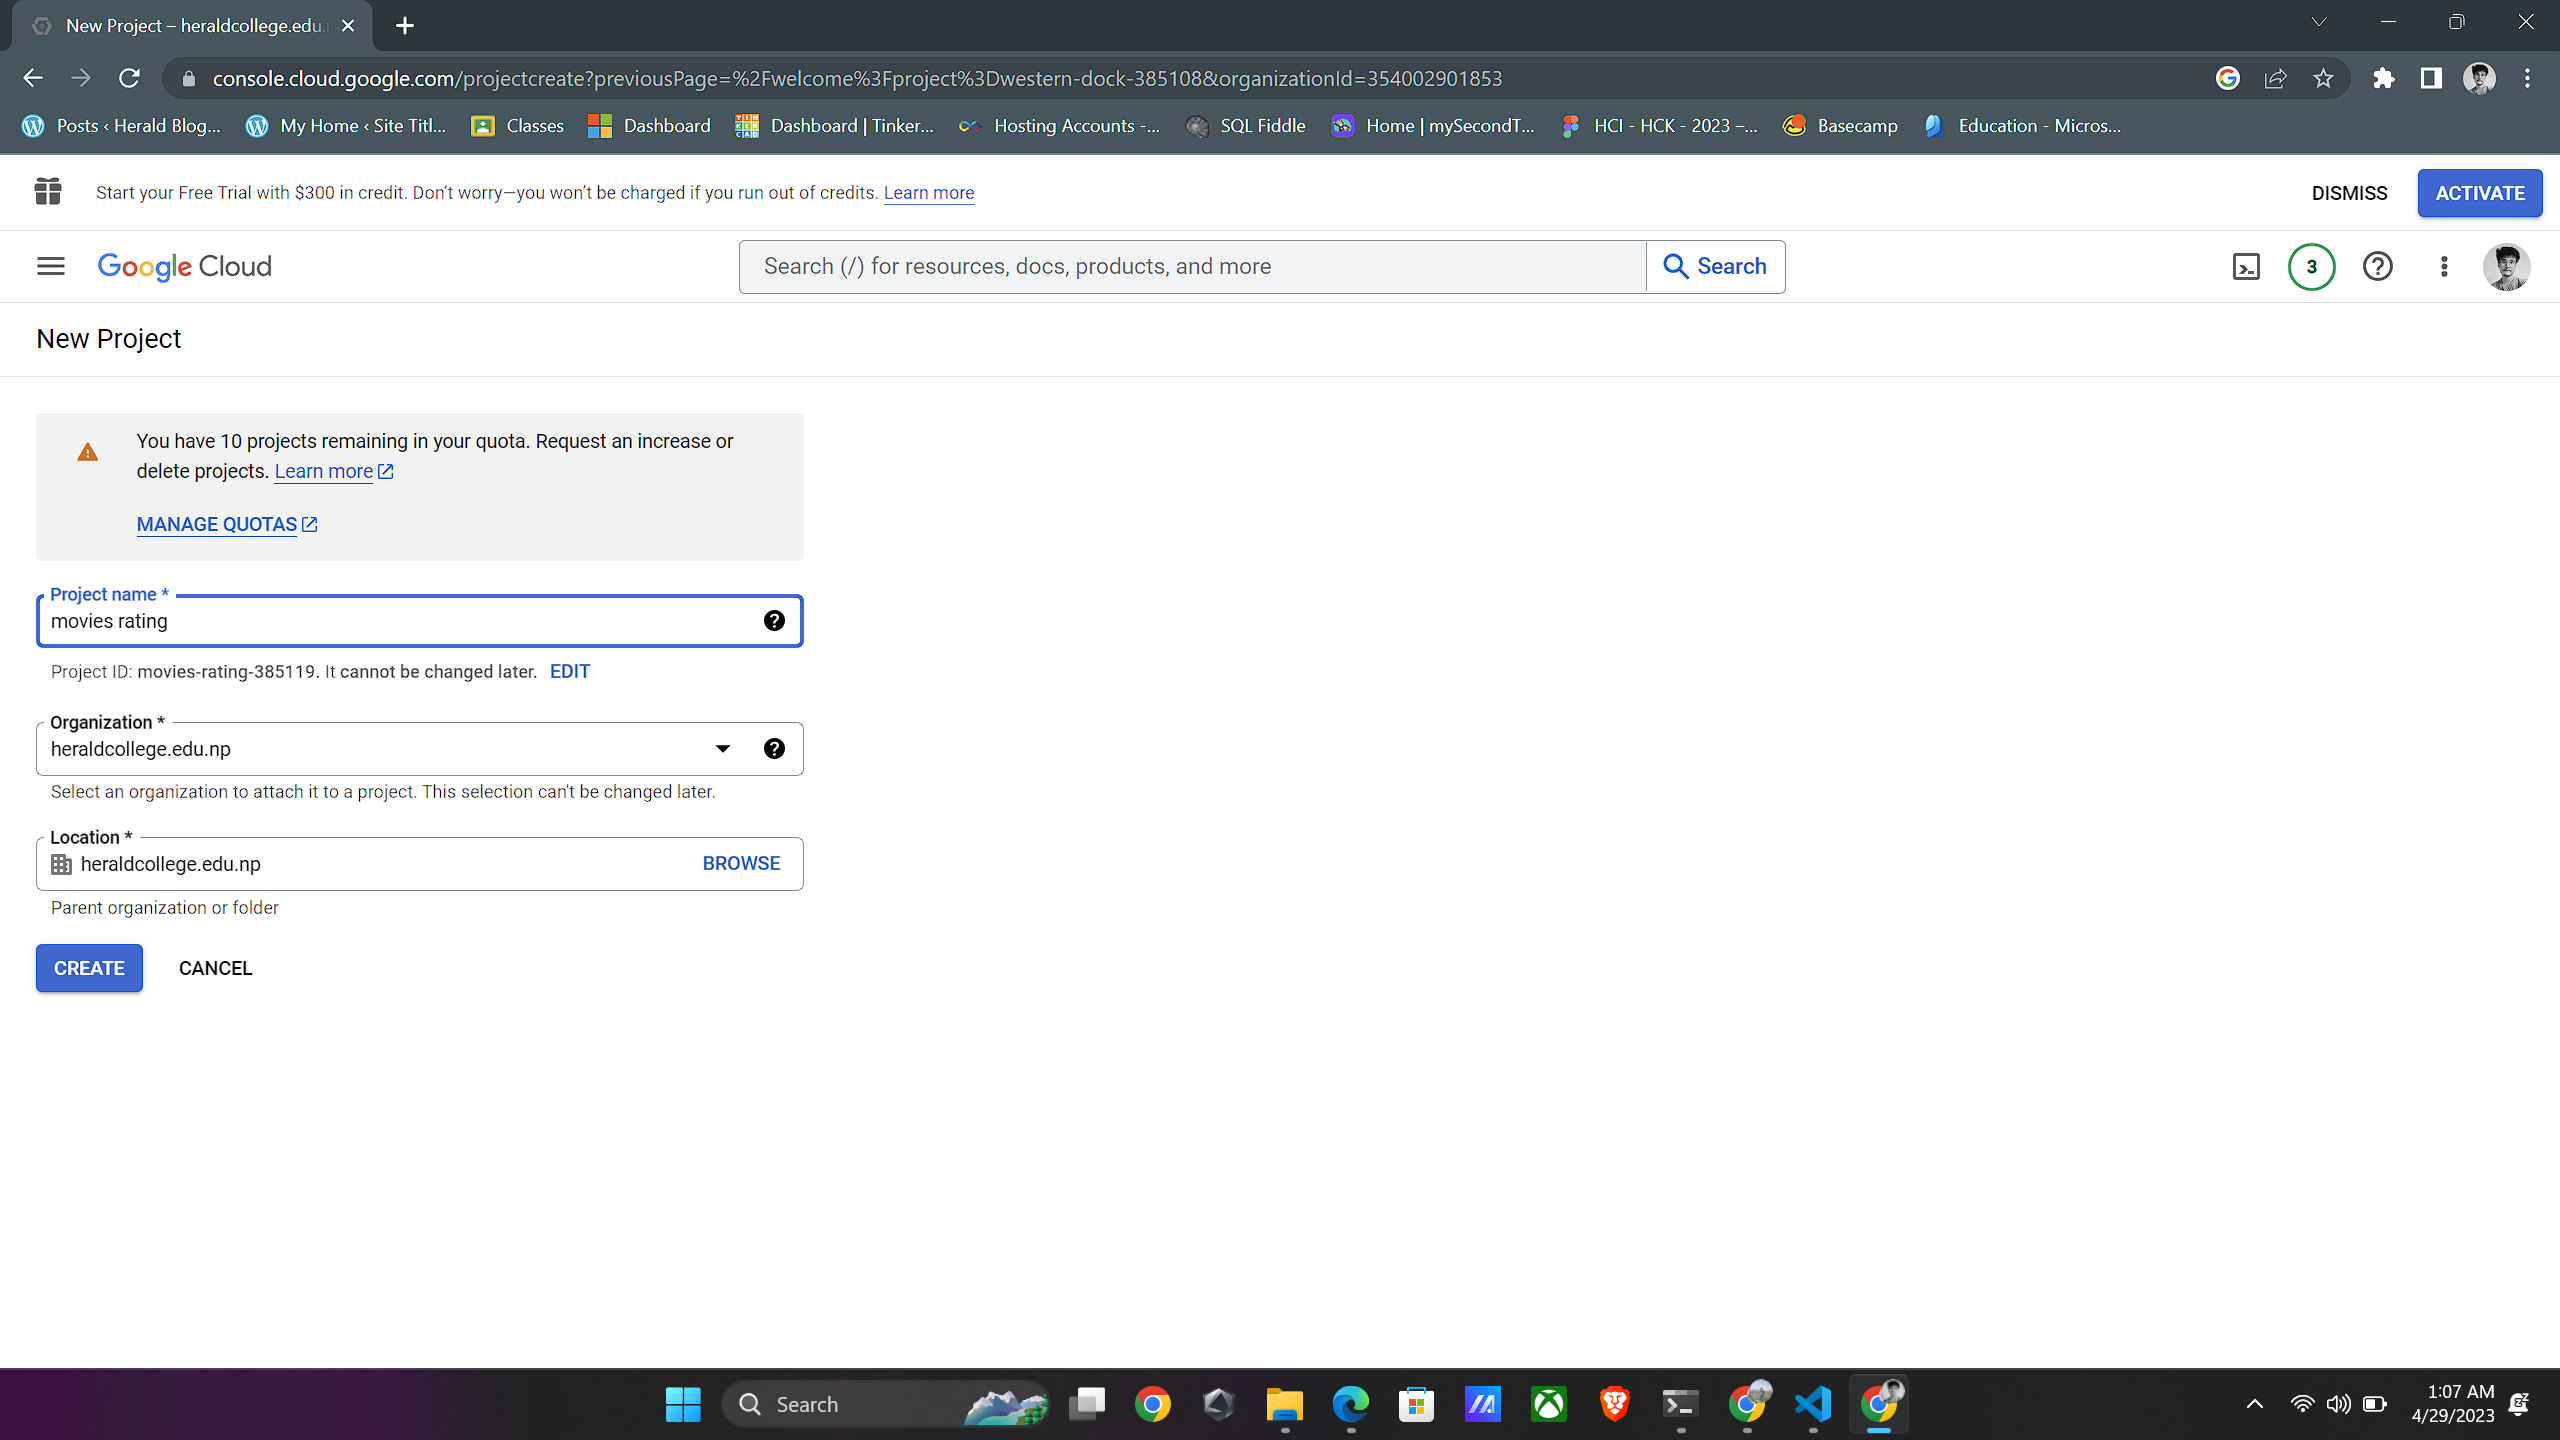 New Project – heraldcollege.edu.
console.cloud.google.com/projectcreate?previousPage=%2Fwelcome%3Fproject%3Dwestern-dock-385108&organizationId=354002901853
Posts ‹ Herald Blog... My Home ‹ Site Titl... Classes Dashboard Dashboard | Tinker... Hosting Accounts -... SQL Fiddle Home | mySecondT... HCI - HCK - 2023 –... Basecamp Education - Micros...
Start your Free Trial with $300 in credit. Don’t worry—you won’t be charged if you run out of credits. Learn more DISMISS ACTIVATE
Google Cloud Search (/) for resources, docs, products, and more Search 3
New Project
You have 10 projects remaining in your quota. Request an increase or
delete projects. Learn more
MANAGE QUOTAS
Project name *
movies rating
Project ID: movies-rating-385119. It cannot be changed later. EDIT
Organization *
heraldcollege.edu.np
Select an organization to attach it to a project. This selection can't be changed later.
Location *
heraldcollege.edu.np BROWSE
Parent organization or folder
CREATE CANCEL
Search
1:07 AM
4/29/2023